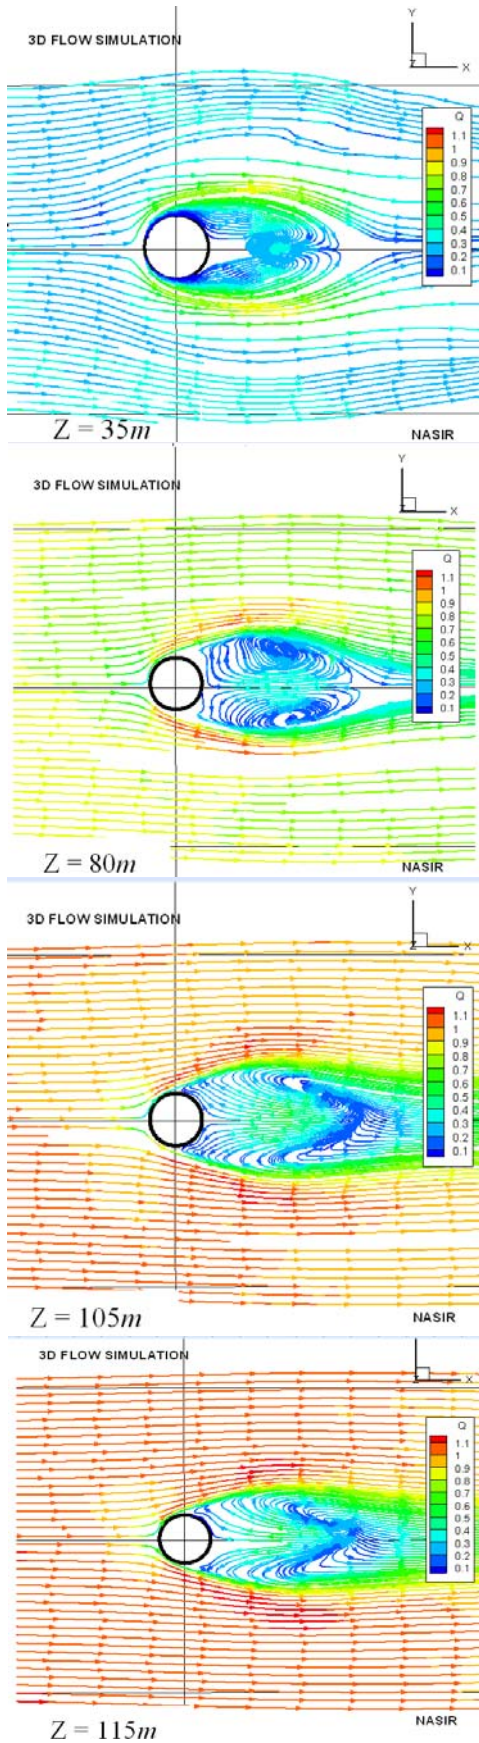 3D FLOW SIMULATION
Y
Z X
Q
1.1
1
0.9
0.8
0.7
0.6
0.5
0.4
0.3
0.2
0.1
Z = 35m
NASIR
3D FLOW SIMULATION
Y
Z X
Q
1.1
1
0.9
0.8
0.7
0.6
0.5
0.4
0.3
0.2
0.1
Z = 80m
NASIR
3D FLOW SIMULATION
Y
Z X
Q
1.1
1
0.9
0.8
0.7
0.6
0.5
0.4
0.3
0.2
0.1
Z = 105m
NASIR
3D FLOW SIMULATION
Z X
Q
1.1
1
0.9
0.8
0.7
0.6
0.5
0.4
0.3
0.2
0.1
NASIR
Z = 115m